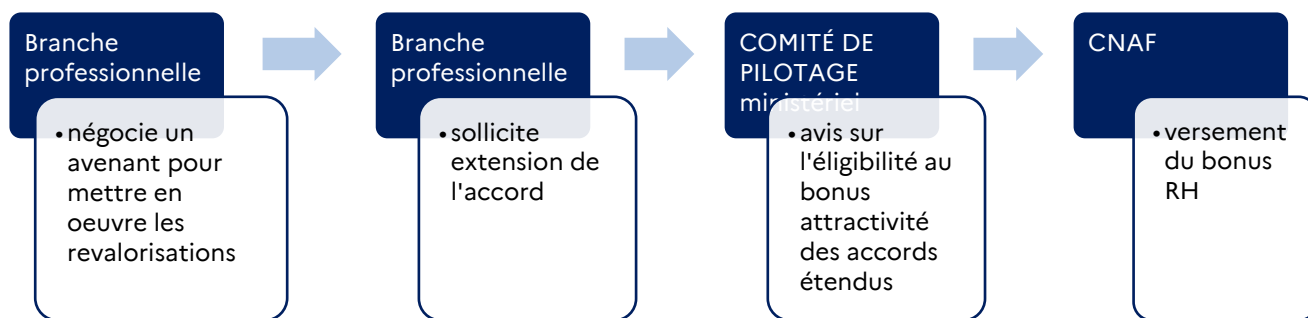 Branche
professionnelle
•négocie un
avenant pour
mettre en
oeuvre les
revalorisations
Branche
professionnelle
•sollicite
extension de
l'accord
COMITÉ DE
PILOTAGE
ministériel
•avis sur
l'éligibilité au
bonus
attractivité
des accords
étendus
CNAF
•versement
du bonus
RH